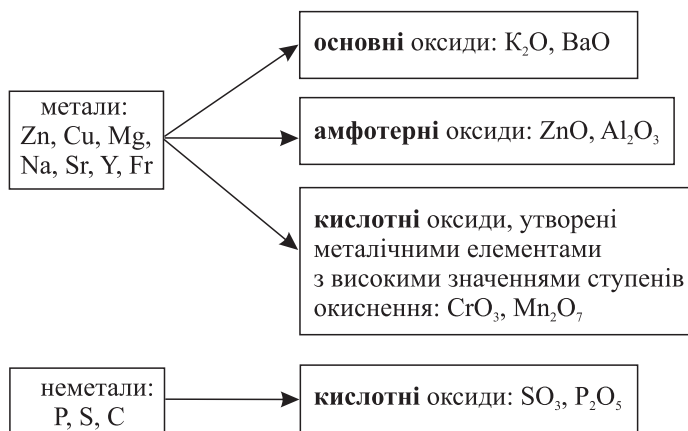 основні оксиди: K₂O, BaO
метали:
Zn, Cu, Mg,
Na, Sr, Y, Fr
амфотерні оксиди: ZnO, Al₂O₃
кислотні оксиди, утворені
металічними елементами
з високими значеннями ступенів
окиснення: CrO₃, Mn₂O₇
неметали:
P, S, C
кислотні оксиди: SO₃, P₂O₅